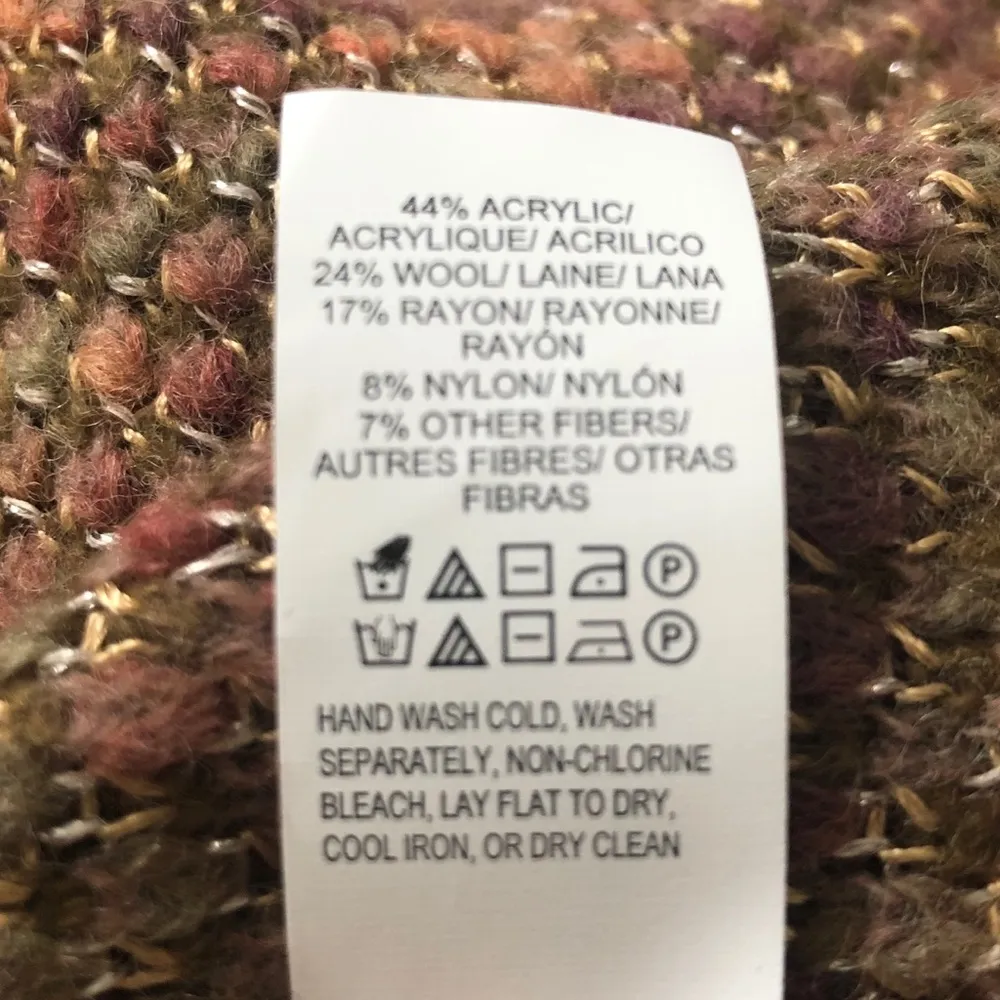 44% ACRYLIC/
ACRYLIQUE/ ACRILICO
24% WOOL/ LAINE/ LANA
17% RAYON/ RAYONNE/
RAYÓN
8% NYLON/ NYLÓN
7% OTHER FIBERS/
AUTRES FIBRES/ OTRAS
FIBRAS
P
P
HAND WASH COLD, WASH
SEPARATELY, NON-CHLORINE
BLEACH, LAY FLAT TO DRY,
COOL IRON, OR DRY CLEAN